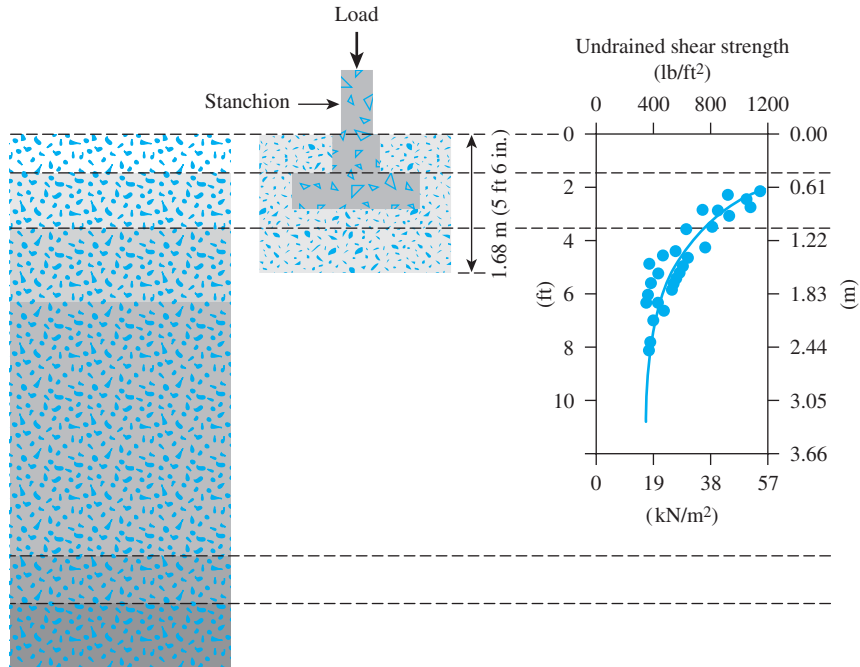 Load
Stanchion
1.68 m (5 ft 6 in.)
Undrained shear strength
(lb/ft²)
0 400 800 1200
0 0.00
2 0.61
4 1.22
6 1.83
8 2.44
10 3.05
3.66
(ft)
(m)
0 19 38 57
(kN/m²)